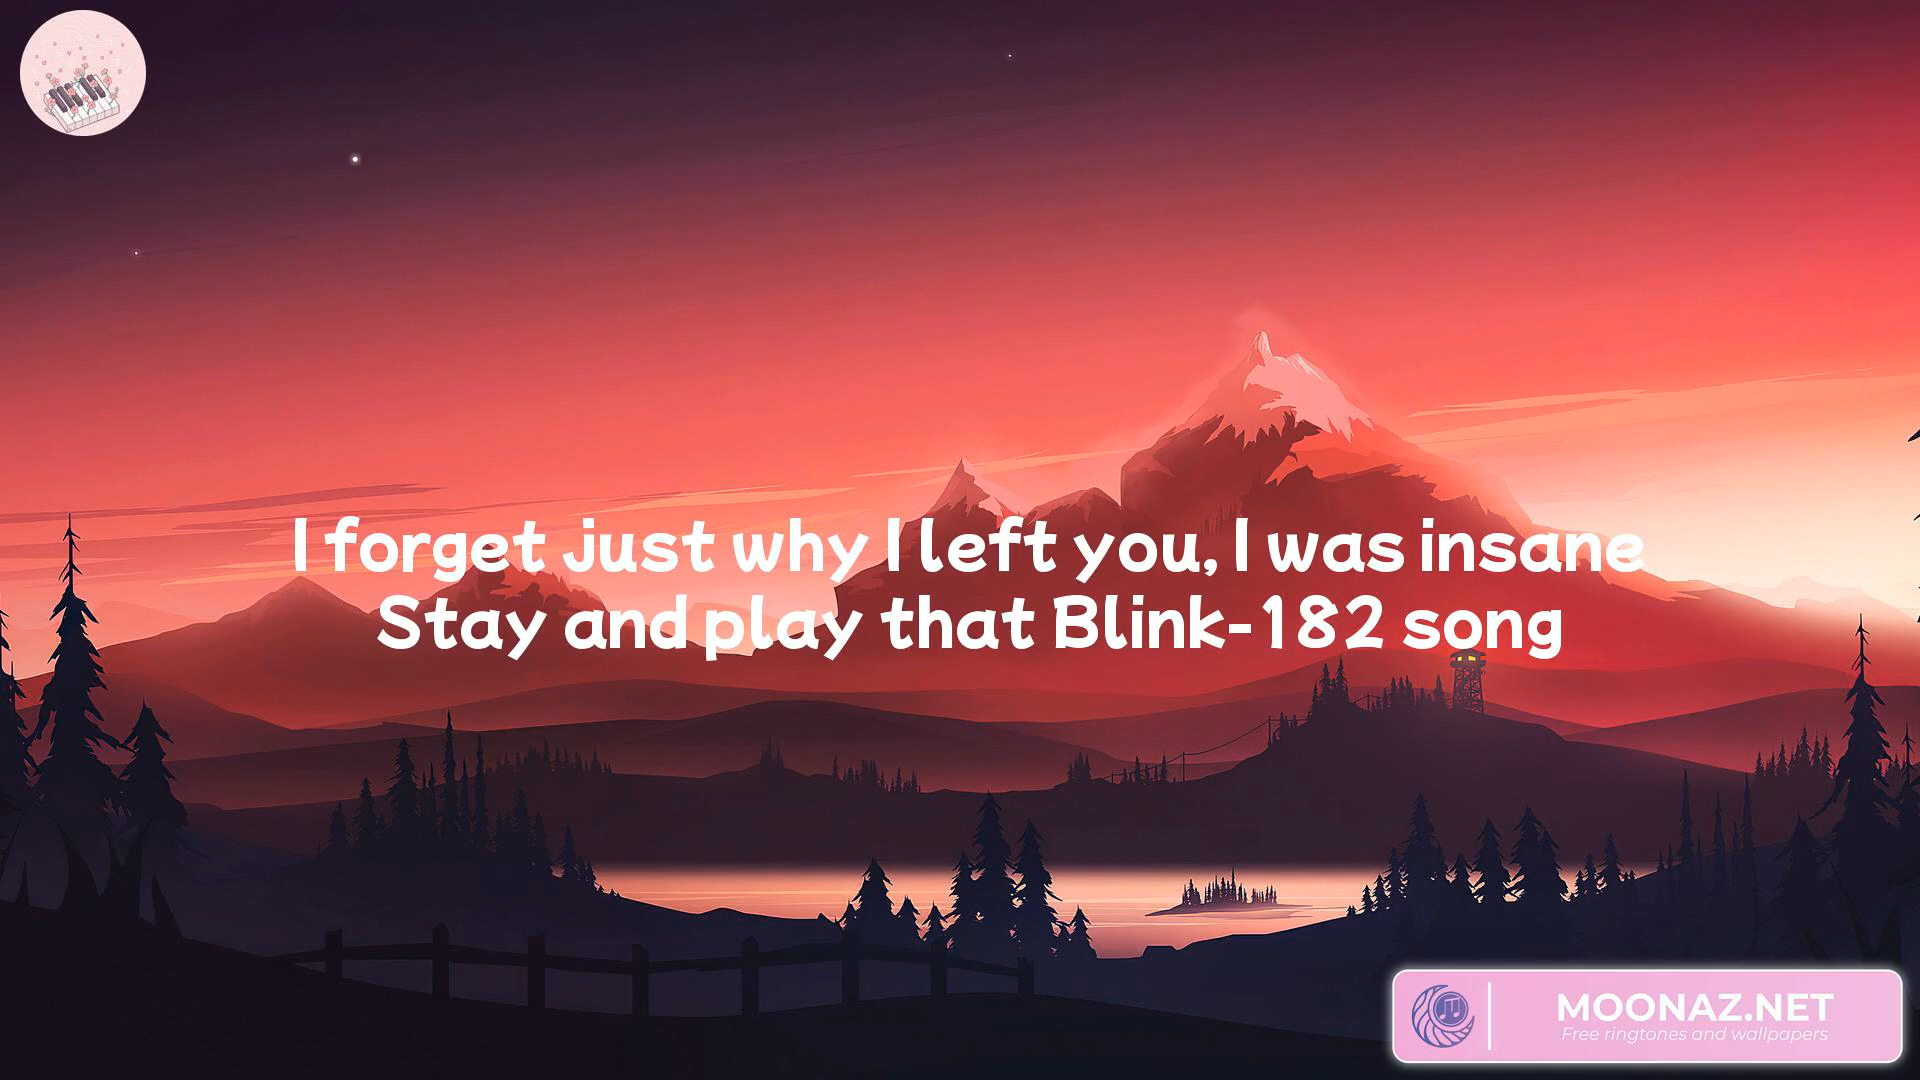 I forget just why I left you, I was insane
Stay and play that Blink-182 song
MOONAZ.NET
Free ringtones and wallpapers